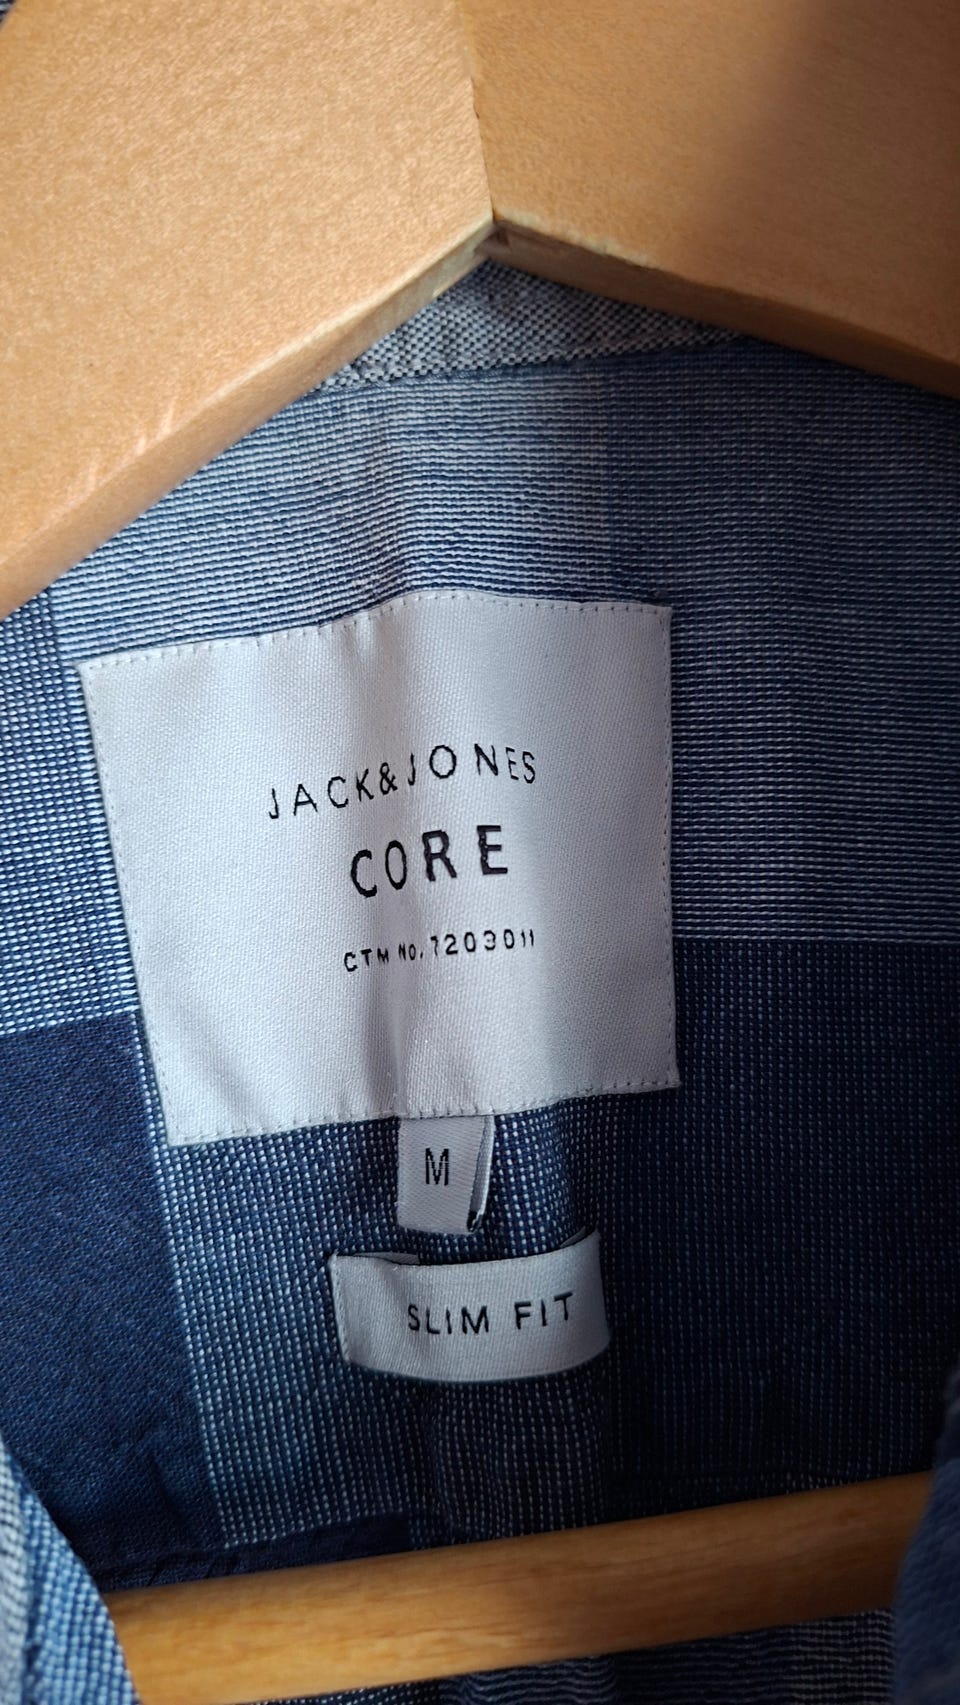 JACK&JONES
CORE
CTM NO. 7203011
M
SLIM FIT